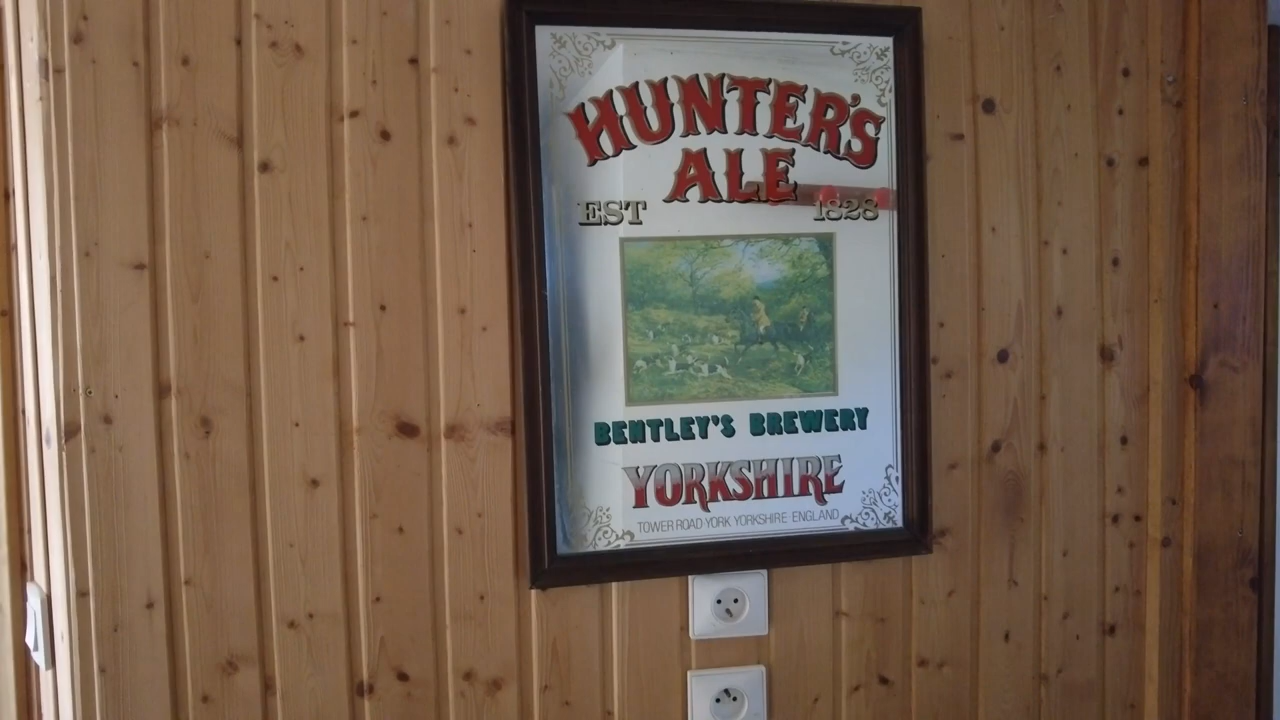 HUNTER'S
ALE
EST 1828
BENTLEY'S BREWERY
YORKSHIRE
TOWER ROAD YORK YORKSHIRE ENGLAND